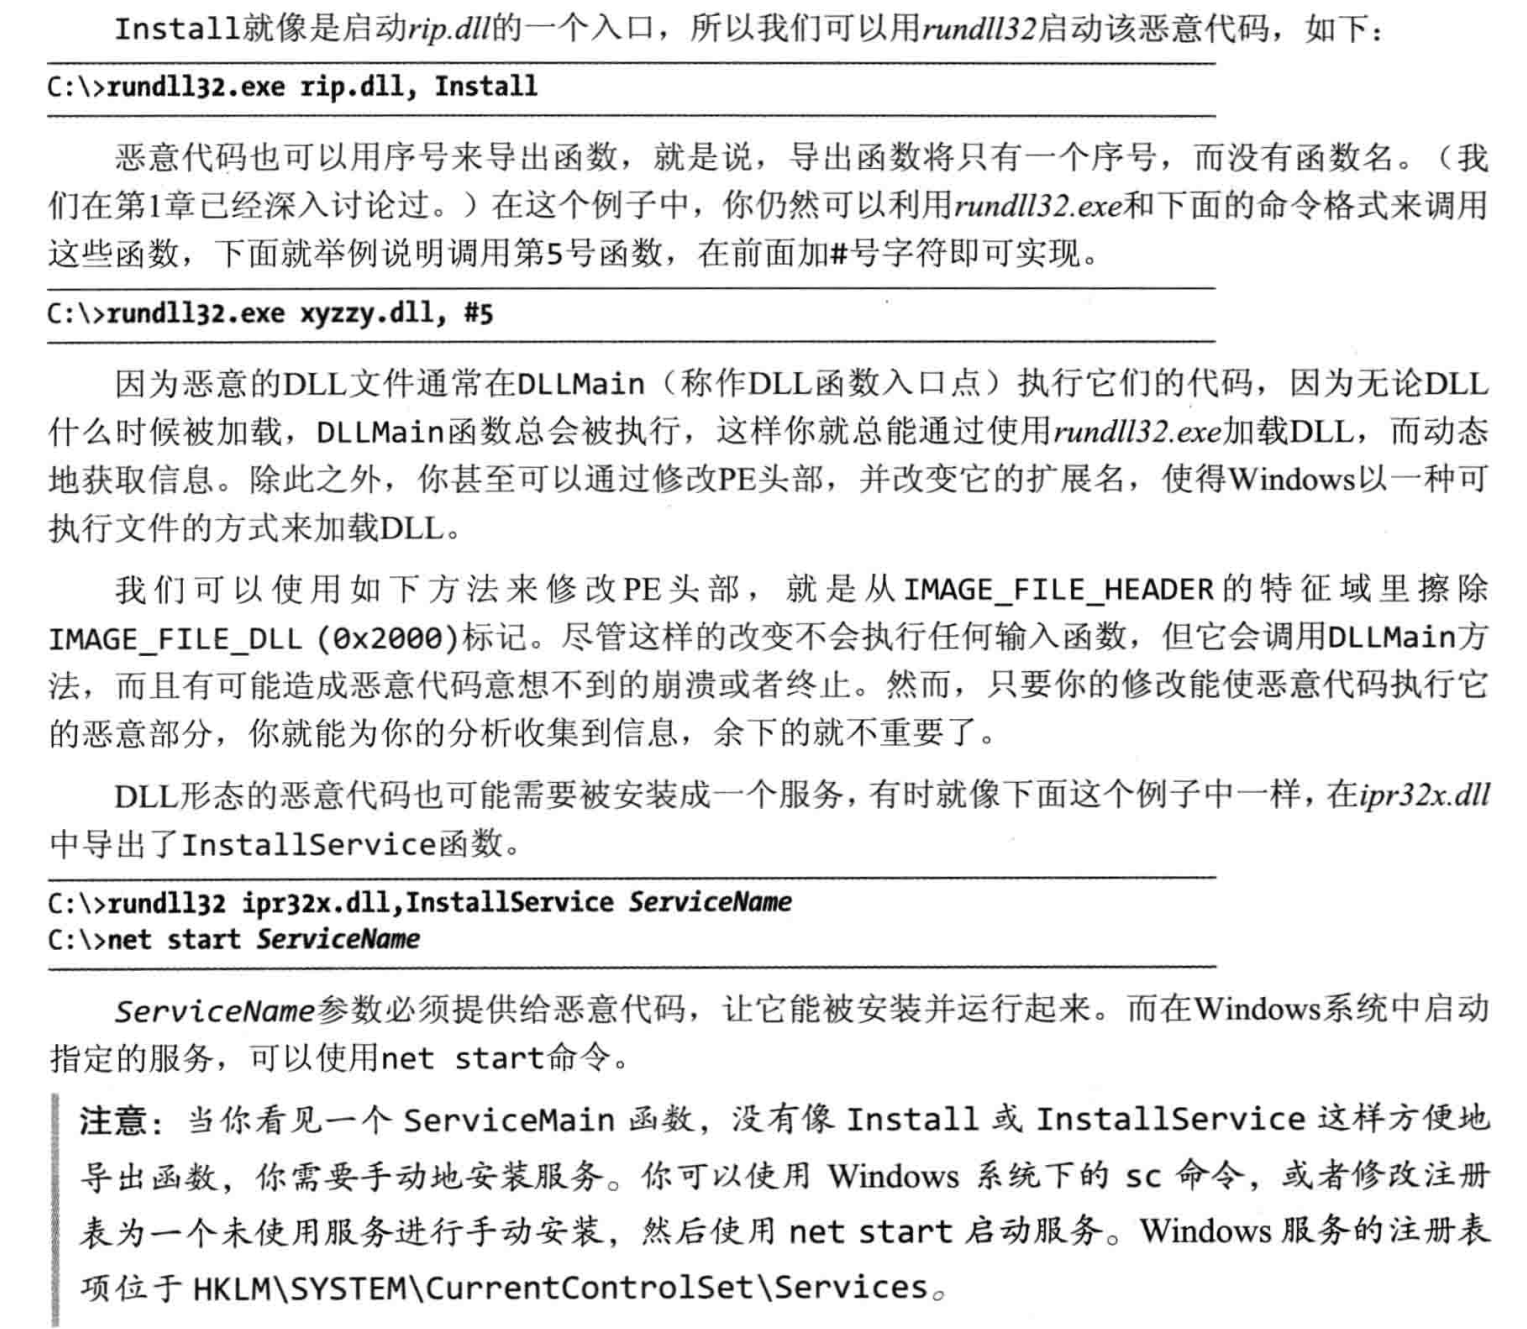 Install就像是启动rip.dll的一个入口，所以我们可以用rundll32启动该恶意代码，如下：
C:\>rundll32.exe rip.dll, Install
恶意代码也可以用序号来导出函数，就是说，导出函数将只有一个序号，而没有函数名。（我
们在第1章已经深入讨论过。）在这个例子中，你仍然可以利用rundll32.exe和下面的命令格式来调用
这些函数，下面就举例说明调用第5号函数，在前面加#号字符即可实现。
C:\>rundll32.exe xyzzy.dll, #5
因为恶意的DLL文件通常在DLLMain（称作DLL函数入口点）执行它们的代码，因为无论DLL
什么时候被加载，DLLMain函数总会被执行，这样你就总能通过使用rundll32.exe加载DLL，而动态
地获取信息。除此之外，你甚至可以通过修改PE头部，并改变它的扩展名，使得Windows以一种可
执行文件的方式来加载DLL。
我们可以使用如下方法来修改PE头部，就是从IMAGE_FILE_HEADER的特征域里擦除
IMAGE_FILE_DLL (0x2000)标记。尽管这样的改变不会执行任何输入函数，但它会调用DLLMain方
法，而且有可能造成恶意代码意想不到的崩溃或者终止。然而，只要你的修改能使恶意代码执行它
的恶意部分，你就能为你的分析收集到信息，余下的就不重要了。
DLL形态的恶意代码也可能需要被安装成一个服务，有时就像下面这个例子中一样，在ipr32x.dll
中导出了InstallService函数。
C:\>rundll32 ipr32x.dll,InstallService ServiceName
C:\>net start ServiceName
ServiceName参数必须提供给恶意代码，让它能被安装并运行起来。而在Windows系统中启动
指定的服务，可以使用net start命令。
注意：当你看见一个 ServiceMain 函数，没有像 Install 或 InstallService 这样方便地
导出函数，你需要手动地安装服务。你可以使用 Windows 系统下的 sc 命令，或者修改注册
表为一个未使用服务进行手动安装，然后使用 net start 启动服务。Windows 服务的注册表
项位于 HKLM\SYSTEM\CurrentControlSet\Services。